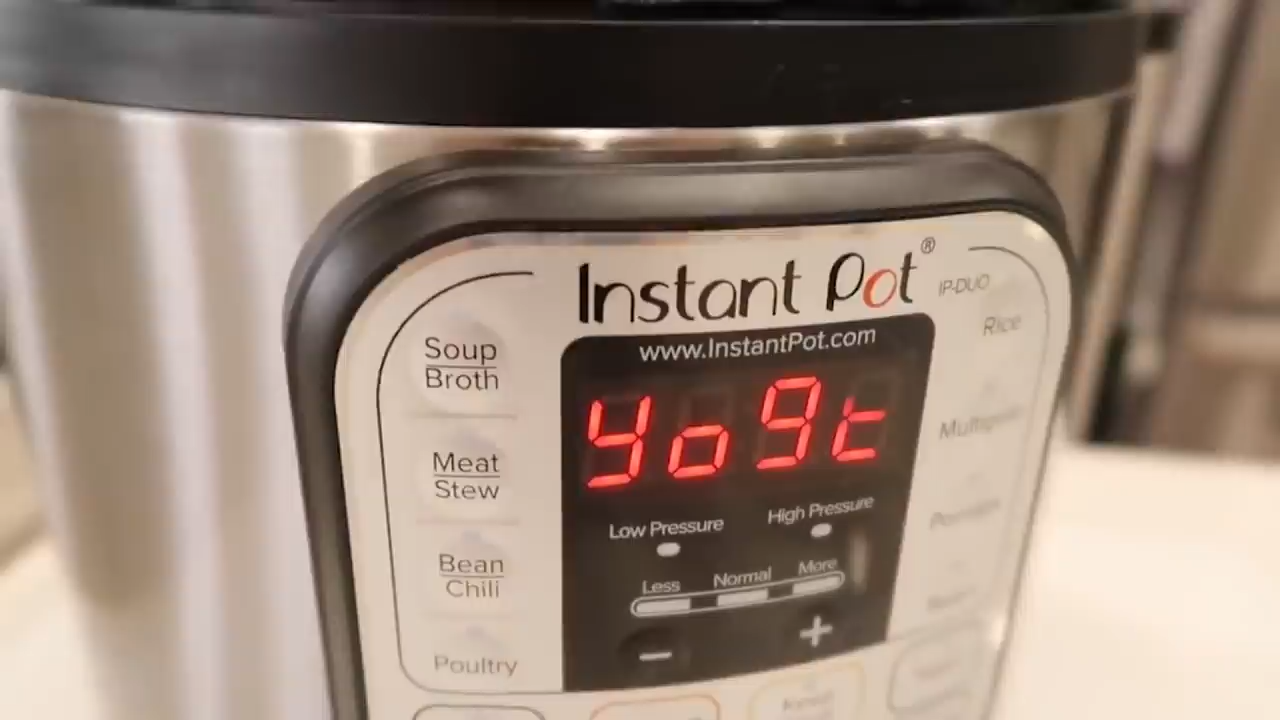 Instant Pot®
IP-DUO
www.InstantPot.com
yogt
Soup
Broth
Meat
Stew
Bean
Chili
Poultry
Low Pressure
High Pressure
Less
Normal
More
−
+
Rice